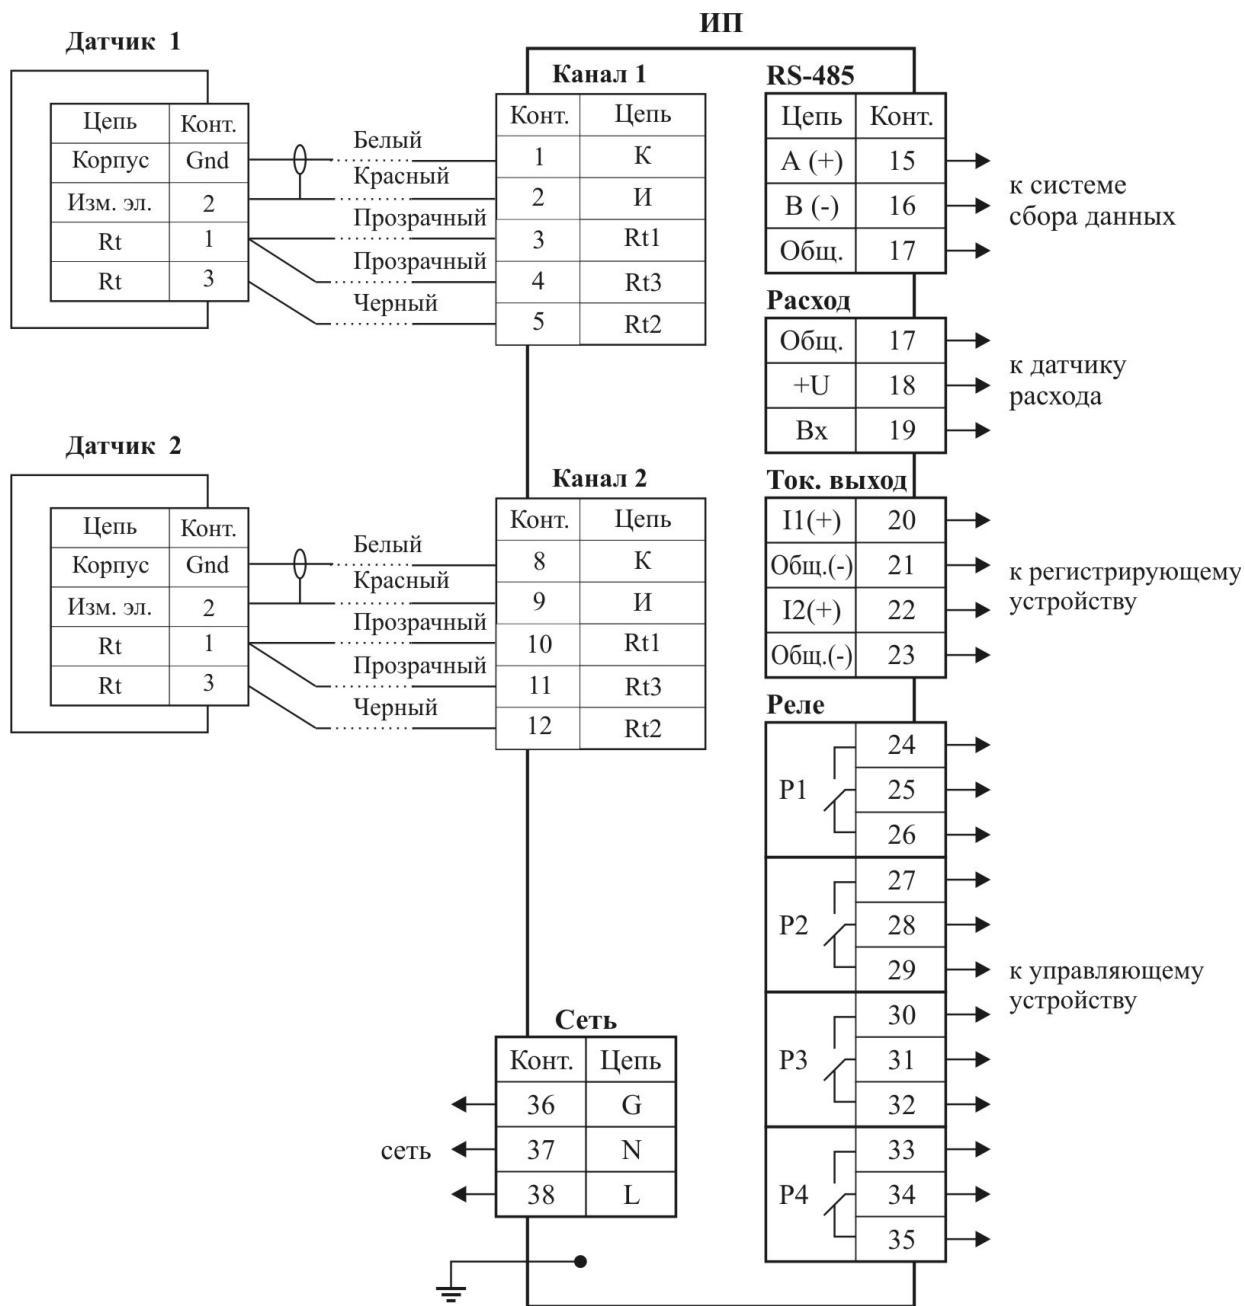 ИП
Датчик 1
Цепь Конт.
Корпус Gnd
Изм. эл. 2
Rt 1
Rt 3
Белый
Красный
Прозрачный
Прозрачный
Черный
Канал 1
Конт. Цепь
1 К
2 И
3 Rt1
4 Rt3
5 Rt2
Датчик 2
Цепь Конт.
Корпус Gnd
Изм. эл. 2
Rt 1
Rt 3
Белый
Красный
Прозрачный
Прозрачный
Черный
Канал 2
Конт. Цепь
8 К
9 И
10 Rt1
11 Rt3
12 Rt2
Сеть
Конт. Цепь
36 G
37 N
38 L
сеть
RS-485
Цепь Конт.
А (+) 15
В (-) 16
Общ. 17
к системе
сбора данных
Расход
Общ. 17
+U 18
Вх 19
к датчику
расхода
Ток. выход
I1(+) 20
Общ.(-) 21
I2(+) 22
Общ.(-) 23
к регистрирующему
устройству
Реле
Р1
24
25
26
Р2
27
28
29
Р3
30
31
32
Р4
33
34
35
к управляющему
устройству